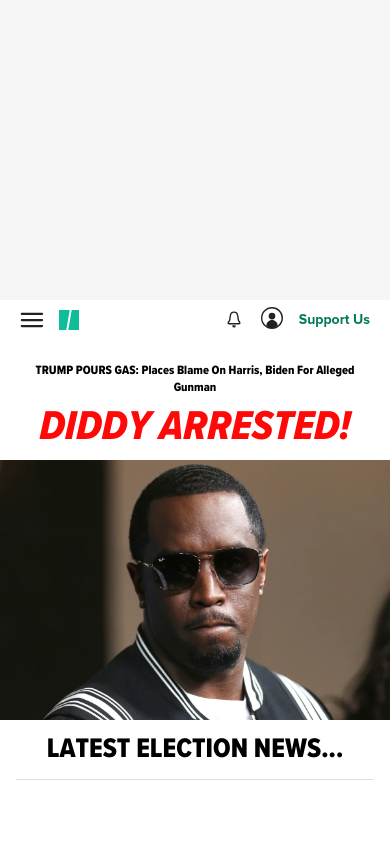 Support Us
TRUMP POURS GAS: Places Blame On Harris, Biden For Alleged
Gunman
DIDDY ARRESTED!
LATEST ELECTION NEWS...